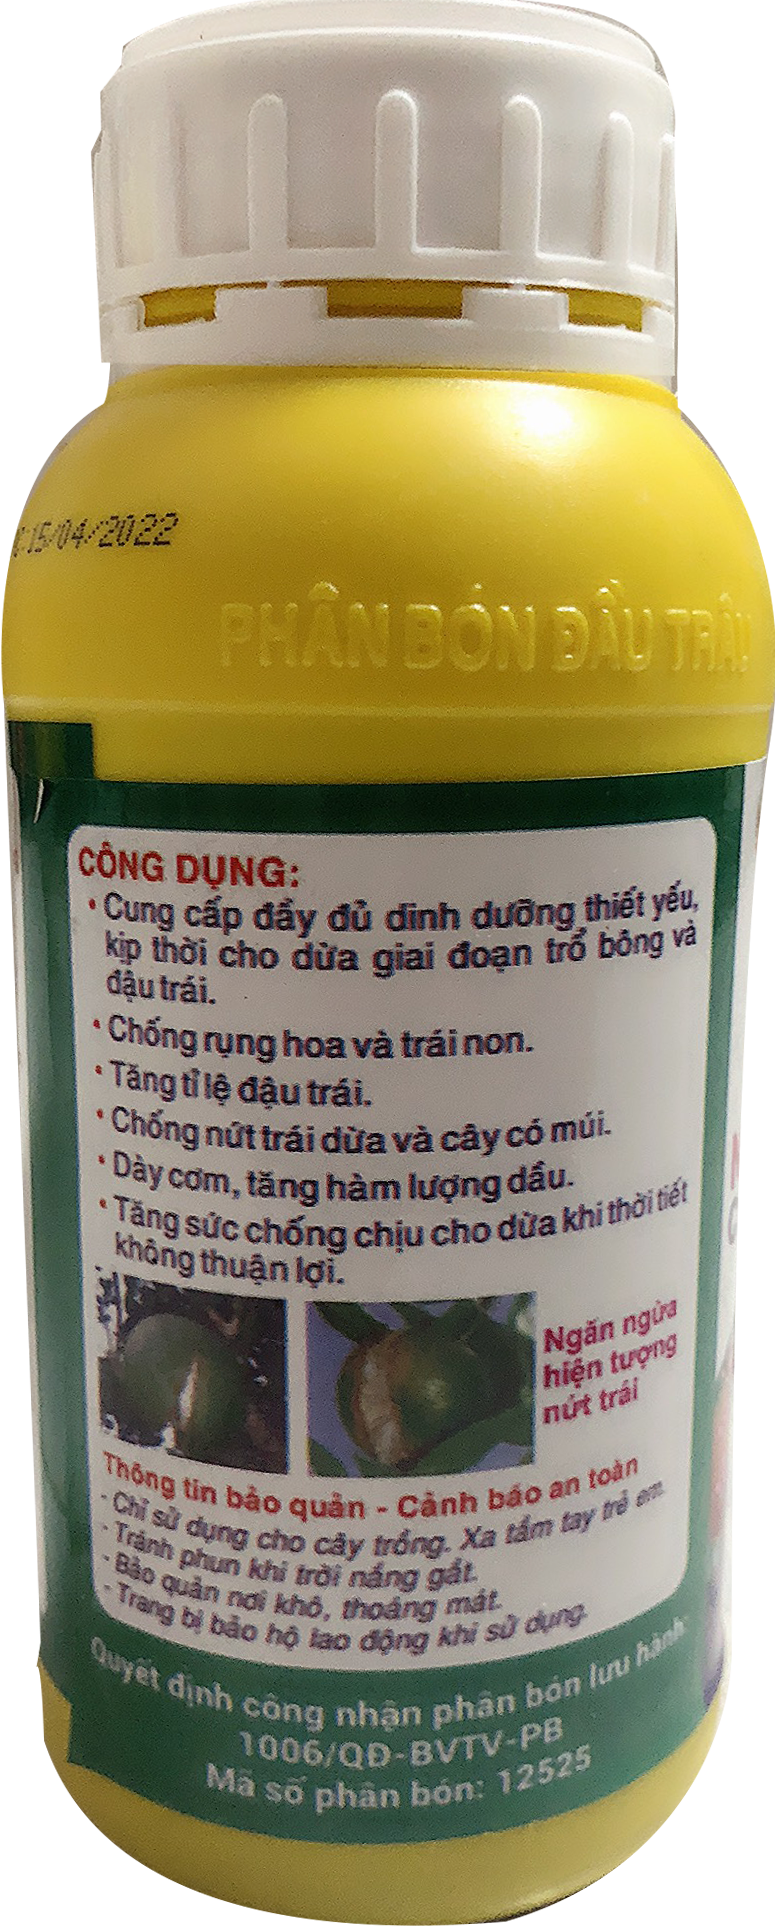 15/04/2022
PHÂN BÓN ĐẦU TRÂU
CÔNG DỤNG:
• Cung cấp đầy đủ dinh dưỡng thiết yếu,
kịp thời cho dừa giai đoạn trổ bông và
đậu trái.
• Chống rụng hoa và trái non.
• Tăng tỉ lệ đậu trái.
• Chống nứt trái dừa và cây có múi.
• Dày cơm, tăng hàm lượng dầu.
• Tăng sức chống chịu cho dừa khi thời tiết
không thuận lợi.
Ngăn ngừa
hiện tượng
nứt trái
Thông tin bảo quản - Cảnh báo an toàn
- Chỉ sử dụng cho cây trồng. Xa tầm tay trẻ em.
- Tránh phun khi trời nắng gắt.
- Bảo quản nơi khô, thoáng mát.
- Trang bị bảo hộ lao động khi sử dụng.
Quyết định công nhận phân bón lưu hành:
1006/QĐ-BVTV-PB
Mã số phân bón: 12525